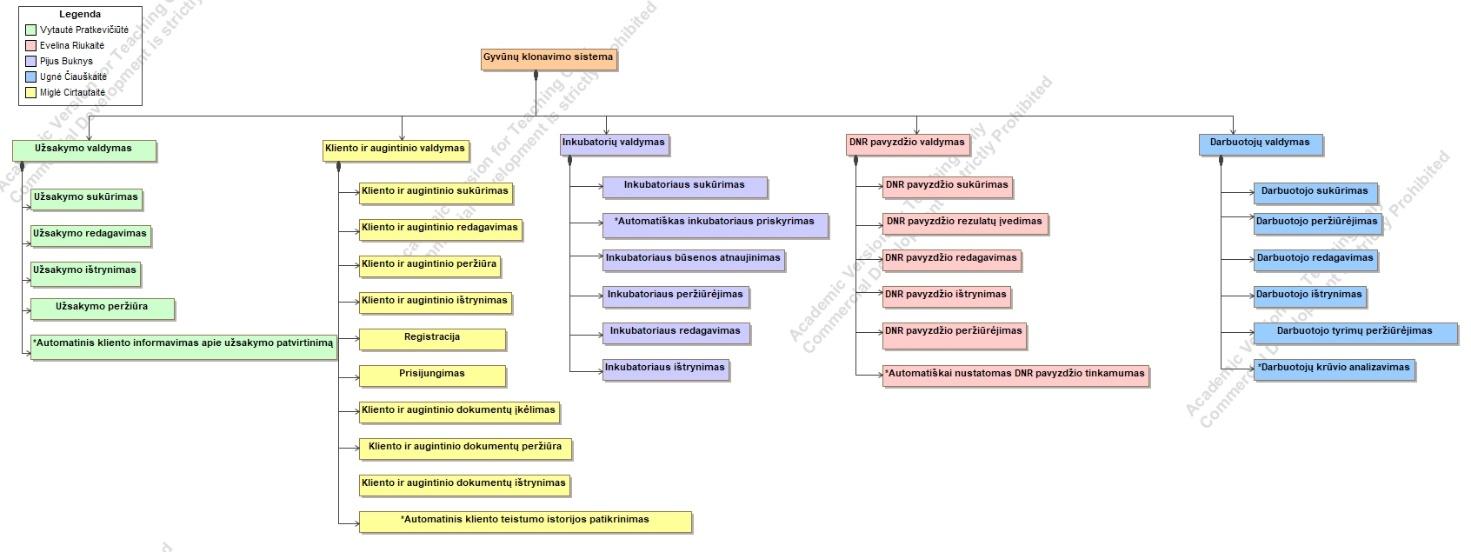 Legenda
Vytautė Pratkevičiūtė
Evelina Riukaitė
Pijus Buknys
Ugnė Čiauškaitė
Miglė Cirtautaitė
Gyvūnų klonavimo sistema
Užsakymo valdymas
Užsakymo sukūrimas
Užsakymo redagavimas
Užsakymo ištrynimas
Užsakymo peržiūra
*Automatinis kliento informavimas apie užsakymo patvirtinimą
Kliento ir augintinio valdymas
Kliento ir augintinio sukūrimas
Kliento ir augintinio redagavimas
Kliento ir augintinio peržiūra
Kliento ir augintinio ištrynimas
Registracija
Prisijungimas
Kliento ir augintinio dokumentų įkėlimas
Kliento ir augintinio dokumentų peržiūra
Kliento ir augintinio dokumentų ištrynimas
*Automatinis kliento teistumo istorijos patikrinimas
Inkubatorių valdymas
Inkubatoriaus sukūrimas
*Automatiškas inkubatoriaus priskyrimas
Inkubatoriaus būsenos atnaujinimas
Inkubatoriaus peržiūrėjimas
Inkubatoriaus redagavimas
Inkubatoriaus ištrynimas
DNR pavyzdžio valdymas
DNR pavyzdžio sukūrimas
DNR pavyzdžio rezulatų įvedimas
DNR pavyzdžio redagavimas
DNR pavyzdžio ištrynimas
DNR pavyzdžio peržiūrėjimas
*Automatiškai nustatomas DNR pavyzdžio tinkamumas
Darbuotojų valdymas
Darbuotojo sukūrimas
Darbuotojo peržiūrėjimas
Darbuotojo redagavimas
Darbuotojo ištrynimas
Darbuotojo tyrimų peržiūrėjimas
*Darbuotojų krūvio analizavimas